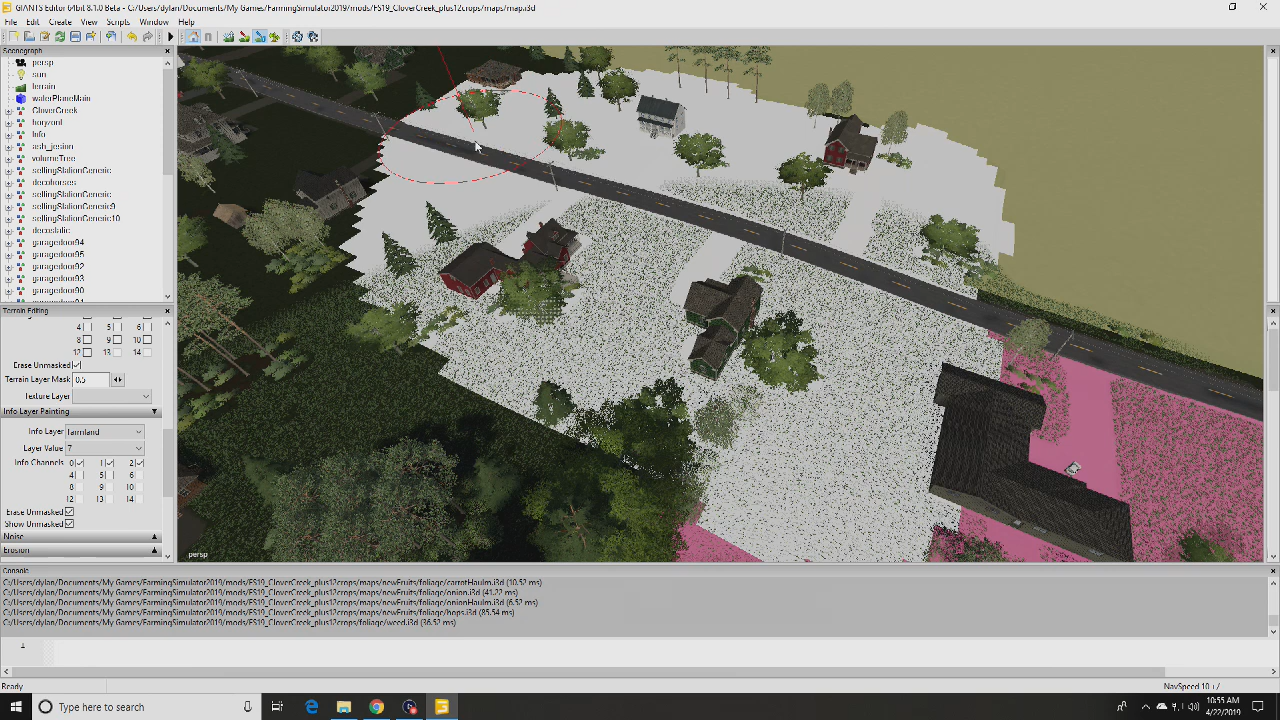 GIANTS Editor 64bit 8.1.0 Beta - C:/Users/dylan/Documents/My Games/FarmingSimulator2019/mods/FS19_CloverCreek_plus12crops/maps/map.i3d
File Edit Create View Scripts Window Help
Scenegraph
persp
sun
terrain
waterPlaneMain
CloverCreek
horyzont
Info
ash_jesion
volumeTree
sellingStationGeneric
decohorses
sellingStationGeneric
sellingStationGeneric9
sellingStationGeneric10
decostatic
garagedoor94
garagedoor95
garagedoor92
garagedoor93
garagedoor90
Terrain Editing
4 5 6
8 9 10
12 13 14
Erase Unmasked
Terrain Layer Mask 0.5
Texture Layer
Info Layer Painting
Info Layer farmland
Layer Value 7
Info Channels 0 1 2
4 5 6
8 9 10
12 13 14
Erase Unmasked
Show Unmasked
Noise
Erosion
persp
Console
C:/Users/dylan/Documents/My Games/FarmingSimulator2019/mods/FS19_CloverCreek_plus12crops/maps/newFruits/foliage/carrotHaulm.i3d (10.52 ms)
C:/Users/dylan/Documents/My Games/FarmingSimulator2019/mods/FS19_CloverCreek_plus12crops/maps/newFruits/foliage/onion.i3d (41.22 ms)
C:/Users/dylan/Documents/My Games/FarmingSimulator2019/mods/FS19_CloverCreek_plus12crops/maps/newFruits/foliage/onionHaulm.i3d (6.52 ms)
C:/Users/dylan/Documents/My Games/FarmingSimulator2019/mods/FS19_CloverCreek_plus12crops/maps/newFruits/foliage/hops.i3d (85.54 ms)
C:/Users/dylan/Documents/My Games/FarmingSimulator2019/mods/FS19_CloverCreek_plus12crops/foliage/weed.i3d (36.52 ms)
1
Ready
NavSpeed 10 +/
Type here to search
10:55 AM
4/22/2019